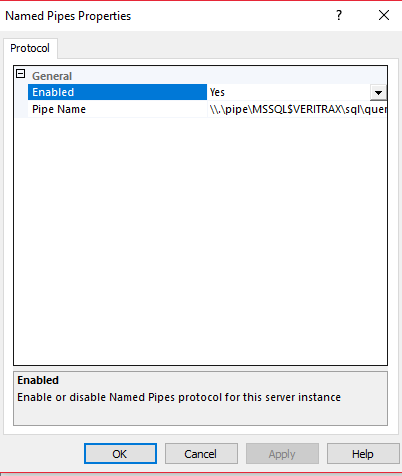 Named Pipes Properties
Protocol
General
Enabled Yes
Pipe Name \\.\pipe\MSSQL$VERITRAX\sql\quer
Enabled
Enable or disable Named Pipes protocol for this server instance
OK Cancel Apply Help